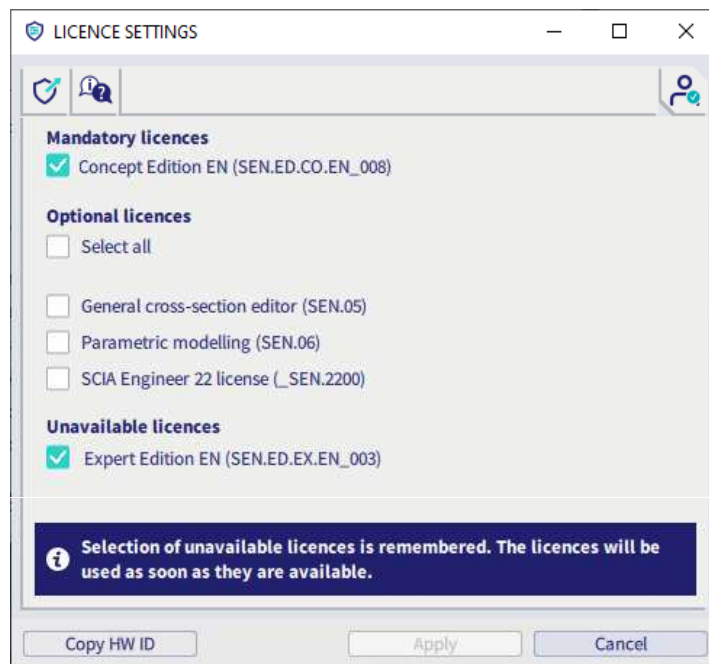 LICENCE SETTINGS
Mandatory licences
Concept Edition EN (SEN.ED.CO.EN_008)
Optional licences
Select all
General cross-section editor (SEN.05)
Parametric modelling (SEN.06)
SCIA Engineer 22 license (_SEN.2200)
Unavailable licences
Expert Edition EN (SEN.ED.EX.EN_003)
Selection of unavailable licences is remembered. The licences will be
used as soon as they are available.
Copy HW ID
Apply
Cancel